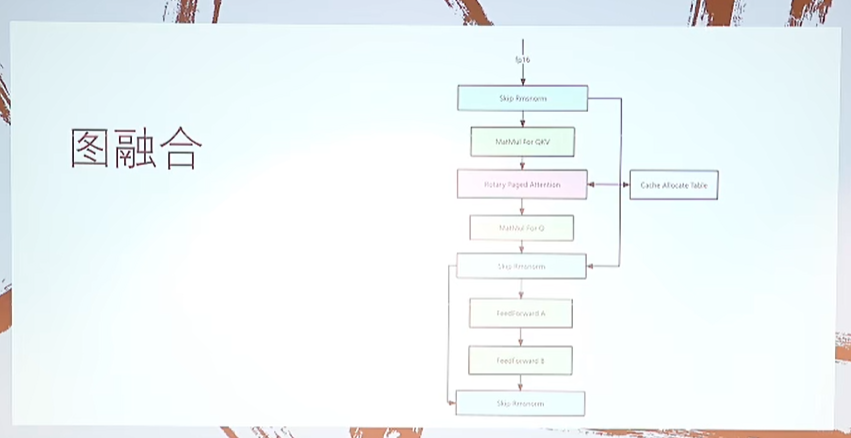 图融合
fp16
Skip Rmsnorm
MatMul For QKV
Rotary Paged Attention
Cache Allocate Table
MatMul For O
Skip Rmsnorm
FeedForward A
FeedForward B
Skip Rmsnorm